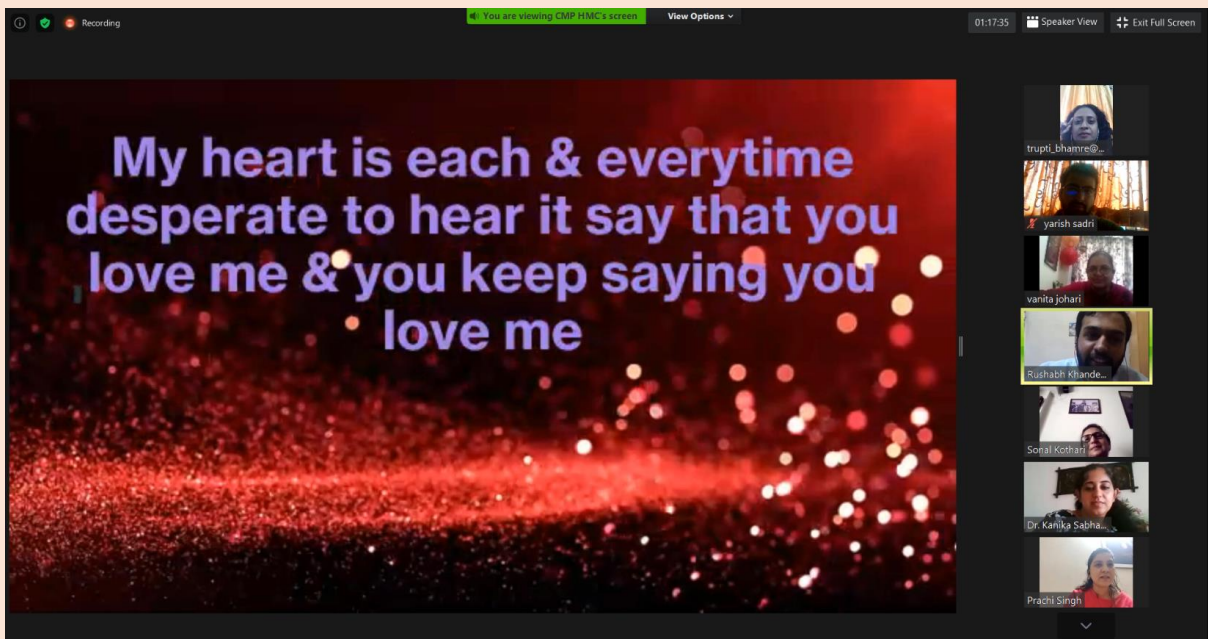 Recording
You are viewing CMP HMC's screen
View Options
01:17:35
Speaker View
Exit Full Screen
My heart is each & everytime
desperate to hear it say that you
love me & you keep saying you
love me
trupti_bhamre@...
yarish sadri
vanita johari
Rushabh Khande...
Sonal Kothari
Dr. Kanika Sabha...
Prachi Singh